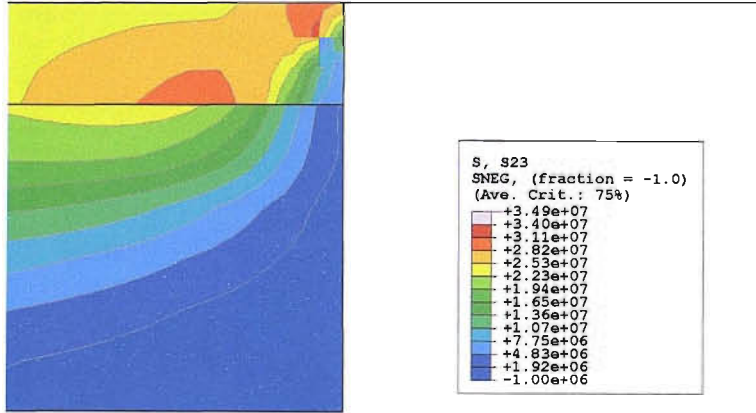 S, S23
SNEG, (fraction = -1.0)
(Ave. Crit.: 75%)
+3.49e+07
+3.40e+07
+3.11e+07
+2.82e+07
+2.53e+07
+2.23e+07
+1.94e+07
+1.65e+07
+1.36e+07
+1.07e+07
+7.75e+06
+4.83e+06
+1.92e+06
-1.00e+06